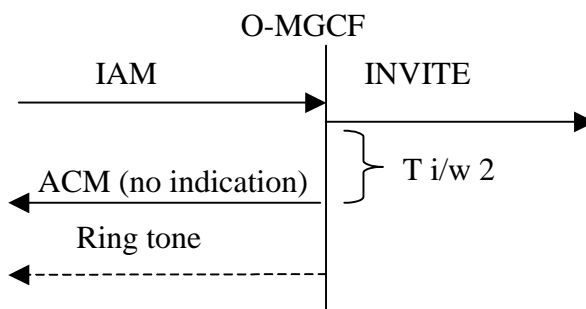 O-MGCF
IAM
INVITE
T i/w 2
ACM (no indication)
Ring tone